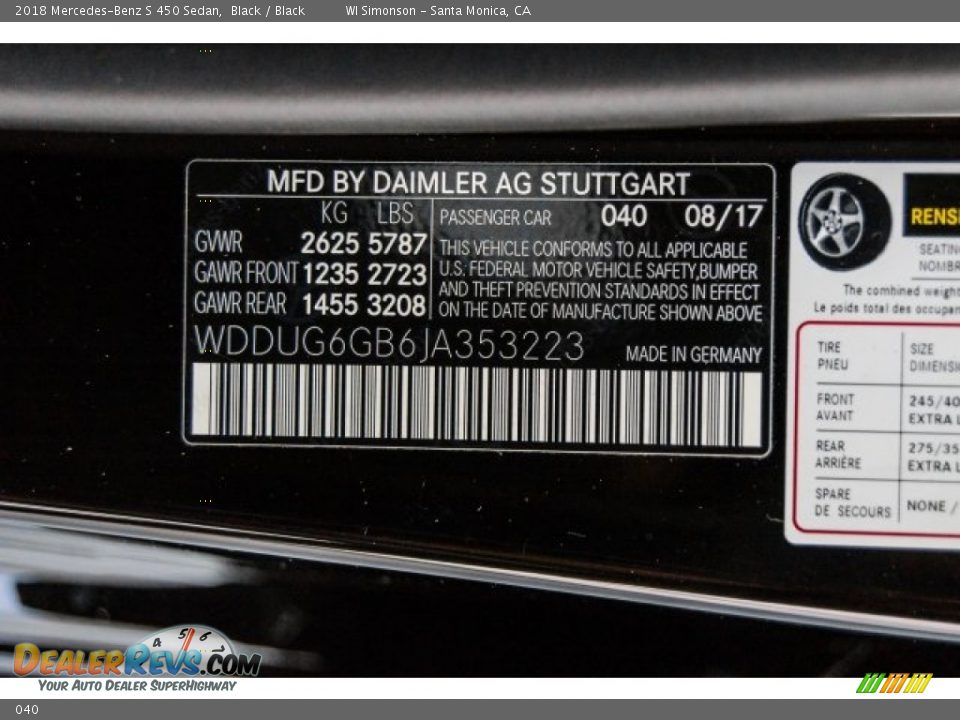 2018 Mercedes-Benz S 450 Sedan, Black / Black WI Simonson - Santa Monica, CA
MFD BY DAIMLER AG STUTTGART
KG LBS
GVWR 2625 5787
GAWR FRONT 1235 2723
GAWR REAR 1455 3208
PASSENGER CAR 040 08/17
THIS VEHICLE CONFORMS TO ALL APPLICABLE
U.S. FEDERAL MOTOR VEHICLE SAFETY,BUMPER
AND THEFT PREVENTION STANDARDS IN EFFECT
ON THE DATE OF MANUFACTURE SHOWN ABOVE
WDDUG6GB6JA353223
MADE IN GERMANY
The combined weight
Le poids total des
TIRE SIZE
PNEU
FRONT 245/40
AVANT EXTRA
REAR 275/35
ARRIÈRE EXTRA
SPARE NONE /
DE SECOURS
4 5 6 7
DEALERREVS.COM
YOUR AUTO DEALER SUPERHIGHWAY
040